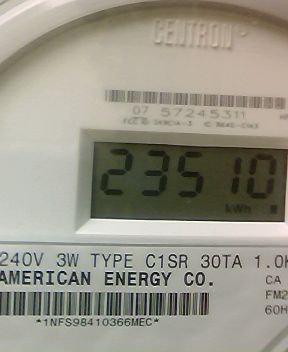 CENTRON
07 57245311
23510
kWh
240V 3W TYPE C1SR 30TA 1.0K
AMERICAN ENERGY CO.
CA
FM2
60H
*1NFS98410366MEC*